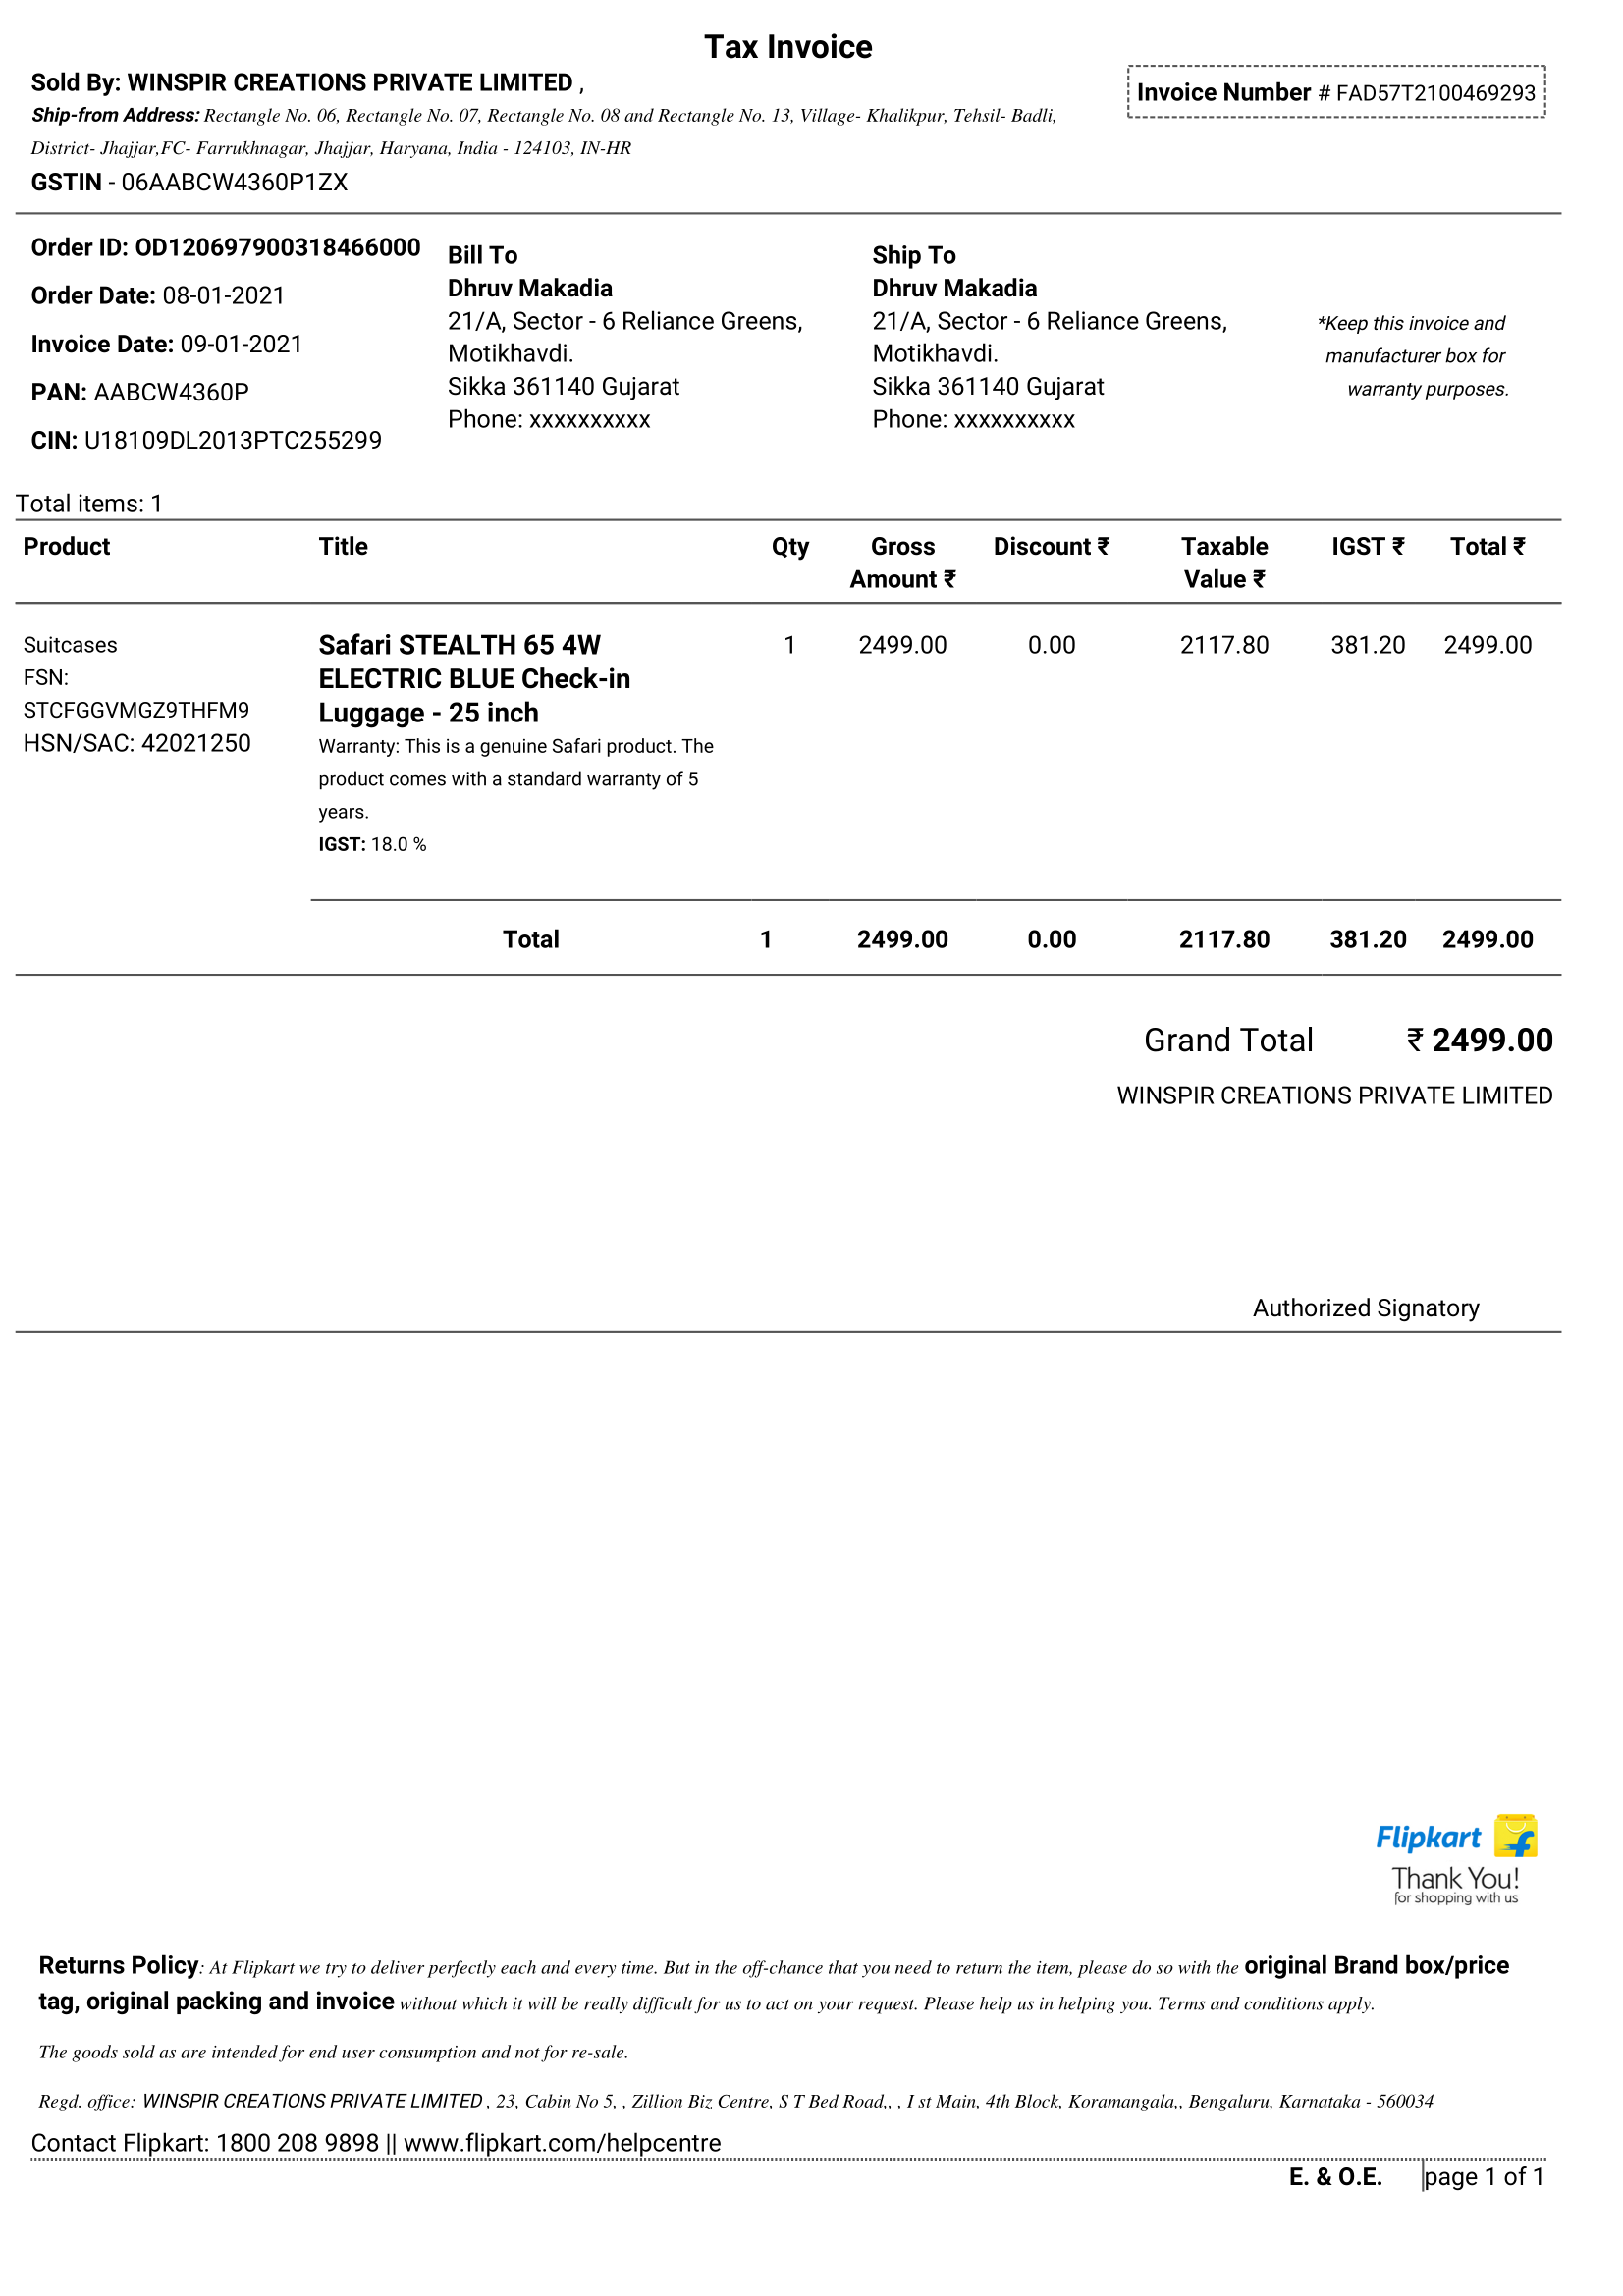 Tax Invoice
Sold By: WINSPIR CREATIONS PRIVATE LIMITED ,
Invoice Number # FAD57T2100469293
Ship-from Address: Rectangle No. 06, Rectangle No. 07, Rectangle No. 08 and Rectangle No. 13, Village- Khalikpur, Tehsil- Badli,
District- Jhajjar,FC- Farrukhnagar, Jhajjar, Haryana, India - 124103, IN-HR
GSTIN - 06AABCW4360P1ZX
Order ID: OD120697900318466000
Order Date: 08-01-2021
Invoice Date: 09-01-2021
PAN: AABCW4360P
CIN: U18109DL2013PTC255299
Bill To
Dhruv Makadia
21/A, Sector - 6 Reliance Greens,
Motikhavdi.
Sikka 361140 Gujarat
Phone: xxxxxxxxxx
Ship To
Dhruv Makadia
21/A, Sector - 6 Reliance Greens,
Motikhavdi.
Sikka 361140 Gujarat
Phone: xxxxxxxxxx
*Keep this invoice and
manufacturer box for
warranty purposes.
Total items: 1
Product Title Qty Gross Amount ₹ Discount ₹ Taxable Value ₹ IGST ₹ Total ₹
Suitcases
FSN:
STCFGGVMGZ9THFM9
HSN/SAC: 42021250
Safari STEALTH 65 4W
ELECTRIC BLUE Check-in
Luggage - 25 inch
Warranty: This is a genuine Safari product. The
product comes with a standard warranty of 5
years.
IGST: 18.0 %
1 2499.00 0.00 2117.80 381.20 2499.00
Total 1 2499.00 0.00 2117.80 381.20 2499.00
Grand Total ₹ 2499.00
WINSPIR CREATIONS PRIVATE LIMITED
Authorized Signatory
Flipkart
Thank You!
for shopping with us
Returns Policy: At Flipkart we try to deliver perfectly each and every time. But in the off-chance that you need to return the item, please do so with the original Brand box/price
tag, original packing and invoice without which it will be really difficult for us to act on your request. Please help us in helping you. Terms and conditions apply.
The goods sold as are intended for end user consumption and not for re-sale.
Regd. office: WINSPIR CREATIONS PRIVATE LIMITED , 23, Cabin No 5, , Zillion Biz Centre, S T Bed Road,, , I st Main, 4th Block, Koramangala,, Bengaluru, Karnataka - 560034
Contact Flipkart: 1800 208 9898 || www.flipkart.com/helpcentre
E. & O.E. page 1 of 1